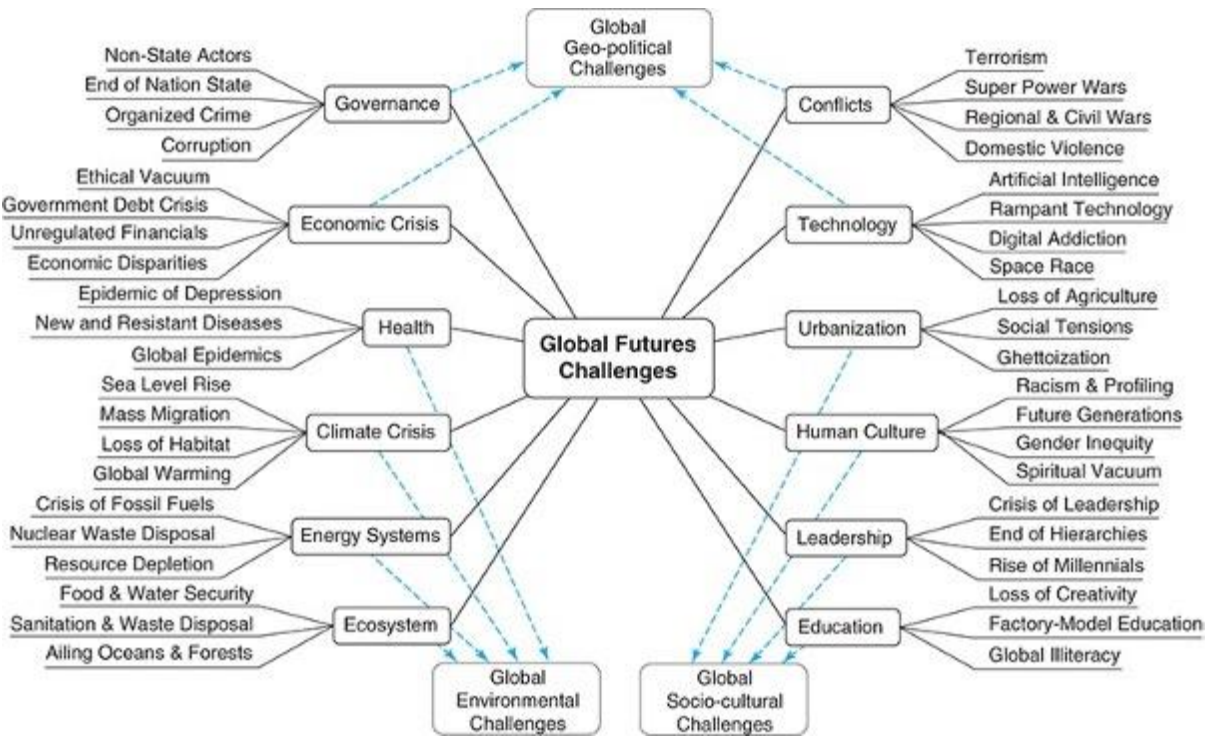 Global
Geo-political
Challenges
Non-State Actors
End of Nation State
Organized Crime
Corruption
Governance
Ethical Vacuum
Government Debt Crisis
Unregulated Financials
Economic Disparities
Economic Crisis
Epidemic of Depression
New and Resistant Diseases
Global Epidemics
Health
Sea Level Rise
Mass Migration
Loss of Habitat
Global Warming
Climate Crisis
Crisis of Fossil Fuels
Nuclear Waste Disposal
Resource Depletion
Energy Systems
Food & Water Security
Sanitation & Waste Disposal
Ailing Oceans & Forests
Ecosystem
Global Futures
Challenges
Conflicts
Terrorism
Super Power Wars
Regional & Civil Wars
Domestic Violence
Technology
Artificial Intelligence
Rampant Technology
Digital Addiction
Space Race
Urbanization
Loss of Agriculture
Social Tensions
Ghettoization
Human Culture
Racism & Profiling
Future Generations
Gender Inequity
Spiritual Vacuum
Leadership
Crisis of Leadership
End of Hierarchies
Rise of Millennials
Education
Loss of Creativity
Factory-Model Education
Global Illiteracy
Global
Environmental
Challenges
Global
Socio-cultural
Challenges